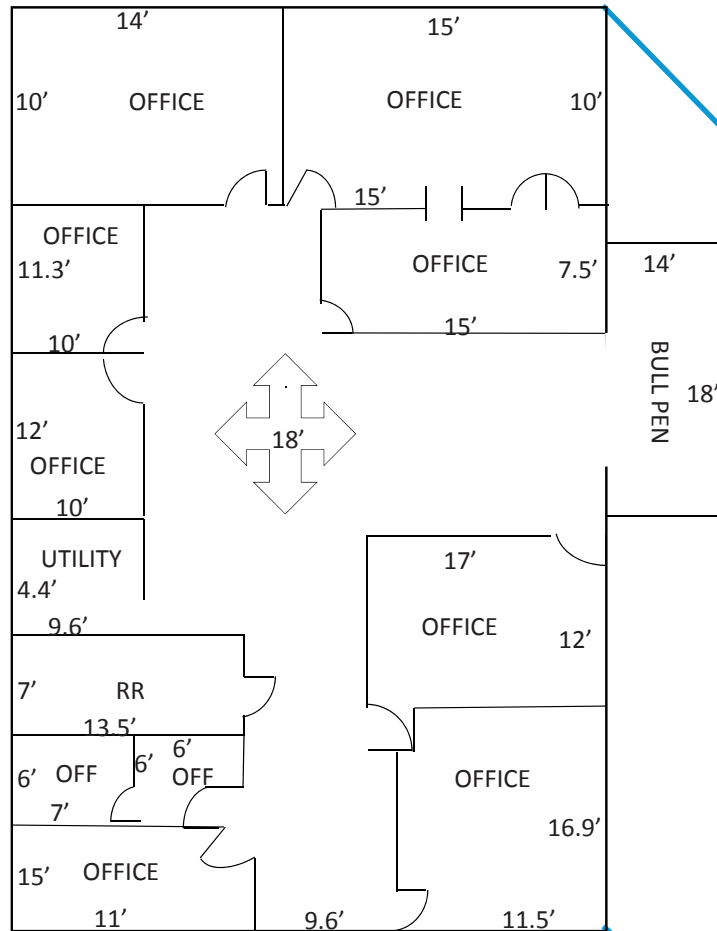 14’
15’
10’
OFFICE
OFFICE
10’
15’
OFFICE
11.3’
OFFICE
7.5’
14’
10’
15’
BULL PEN
18’
18’
12’
OFFICE
10’
UTILITY
4.4’
9.6’
17’
OFFICE
12’
7’
RR
13.5’
6’
OFF
6’
6’
OFF
7’
OFFICE
16.9’
15’
OFFICE
11’
9.6’
11.5’